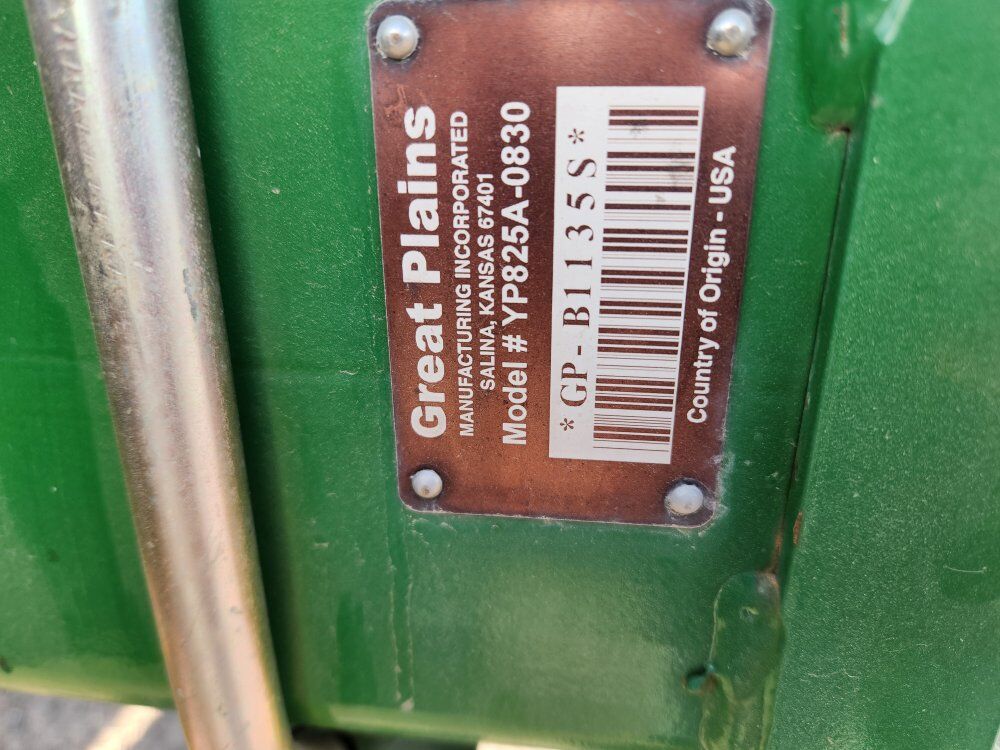 Great Plains
MANUFACTURING INCORPORATED
SALINA, KANSAS 67401
Model # YP825A-0830
*GP-B1135S*
Country of Origin - USA